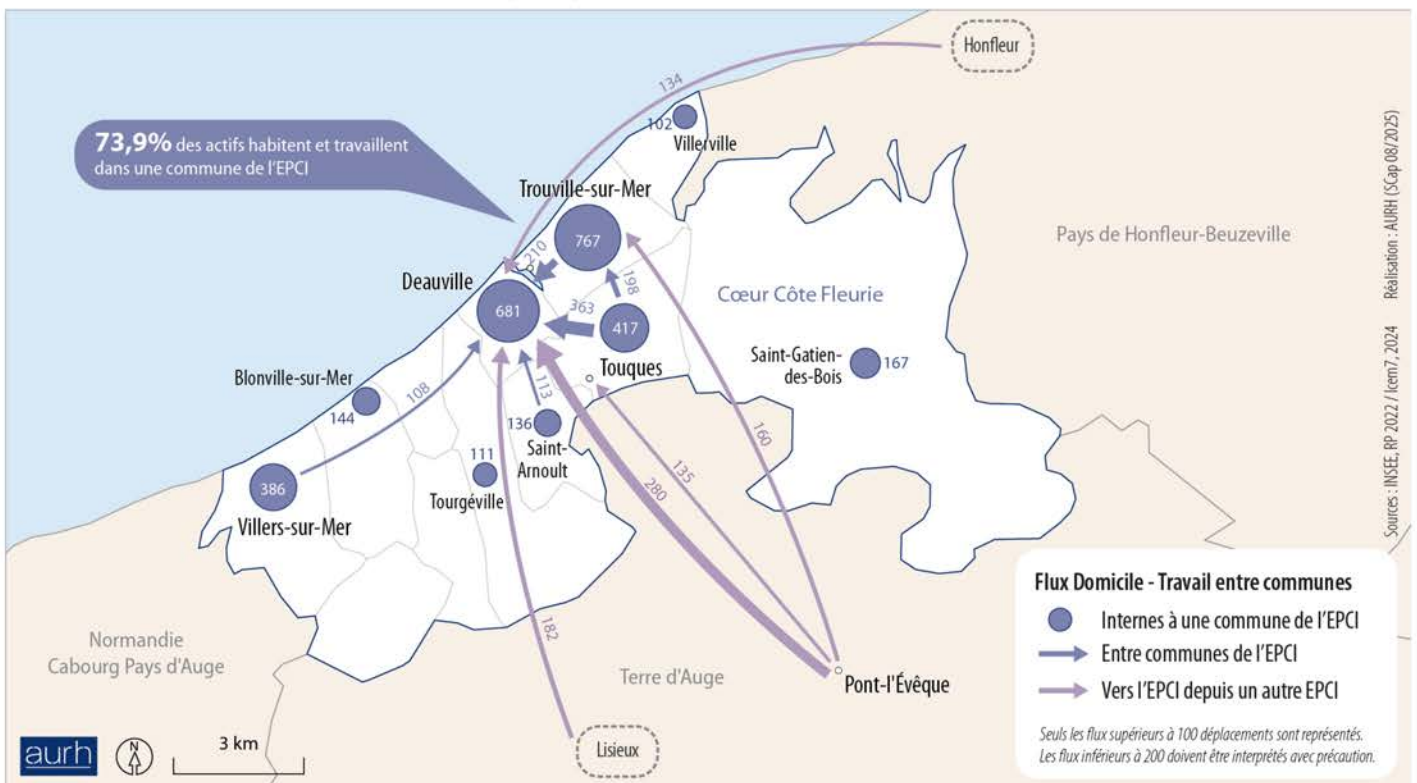 Honfleur
134
73,9% des actifs habitent et travaillent
dans une commune de l'EPCI
102
Villerville
Trouville-sur-Mer
767
210
Pays de Honfleur-Beuzeville
Deauville
681
198
363
417
Touques
Cœur Côte Fleurie
Saint-Gatien-
des-Bois
167
Blonville-sur-Mer
144
108
113
136
Saint-
Arnoult
111
Tourgéville
160
135
280
386
Villers-sur-Mer
182
Normandie
Cabourg Pays d'Auge
Terre d'Auge
Pont-l'Évêque
Lisieux
Flux Domicile - Travail entre communes
Internes à une commune de l'EPCI
Entre communes de l'EPCI
Vers l'EPCI depuis un autre EPCI
Seuls les flux supérieurs à 100 déplacements sont représentés.
Les flux inférieurs à 200 doivent être interprétés avec précaution.
aurh
N
3 km
Sources : INSEE, RP 2022 / Icem7, 2024 Réalisation : AURH (SCap 08/2025)